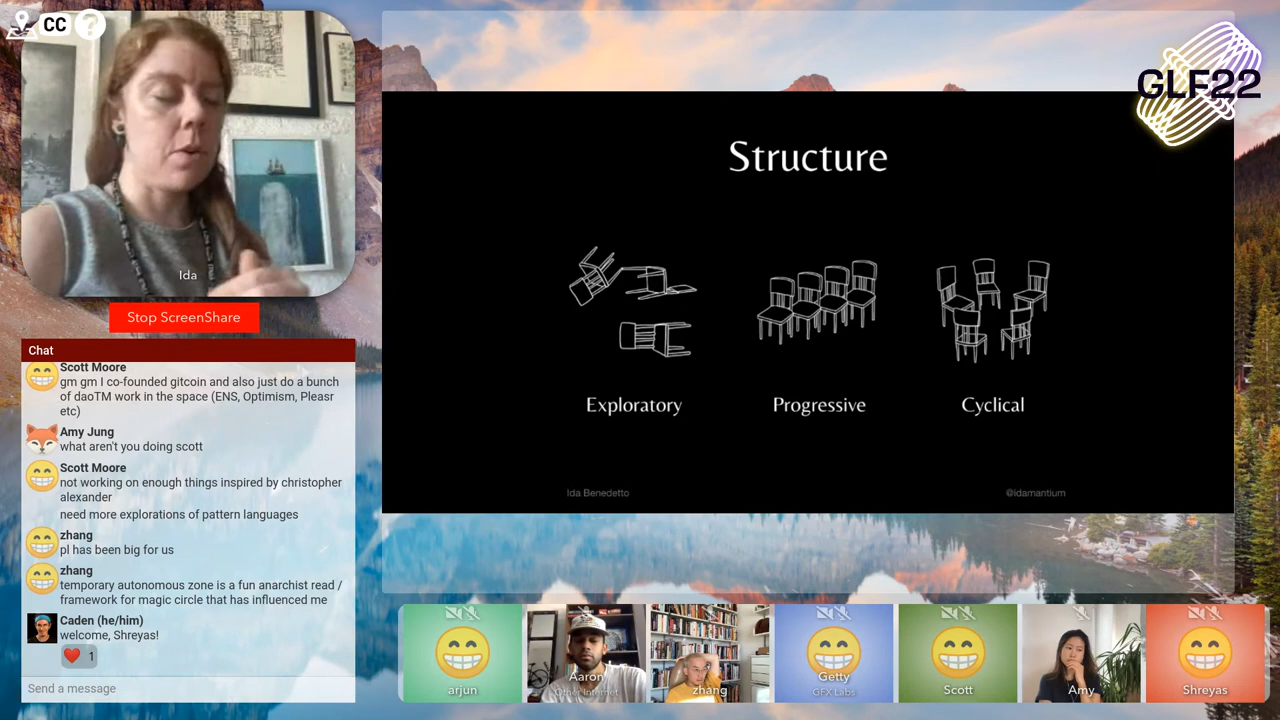 CC
?
Ida
Stop ScreenShare
Chat
Scott Moore
gm gm I co-founded gitcoin and also just do a bunch
of daoTM work in the space (ENS, Optimism, Pleasr
etc)
Amy Jung
what aren't you doing scott
Scott Moore
not working on enough things inspired by christopher
alexander
need more explorations of pattern languages
zhang
pl has been big for us
zhang
temporary autonomous zone is a fun anarchist read /
framework for magic circle that has influenced me
Caden (he/him)
welcome, Shreyas!
1
Send a message
GLF22
Structure
Exploratory
Progressive
Cyclical
Ida Benedetto
@idamantium
arjun
Aaron
Other Internet
zhang
Getty
GFX Labs
Scott
Amy
Shreyas